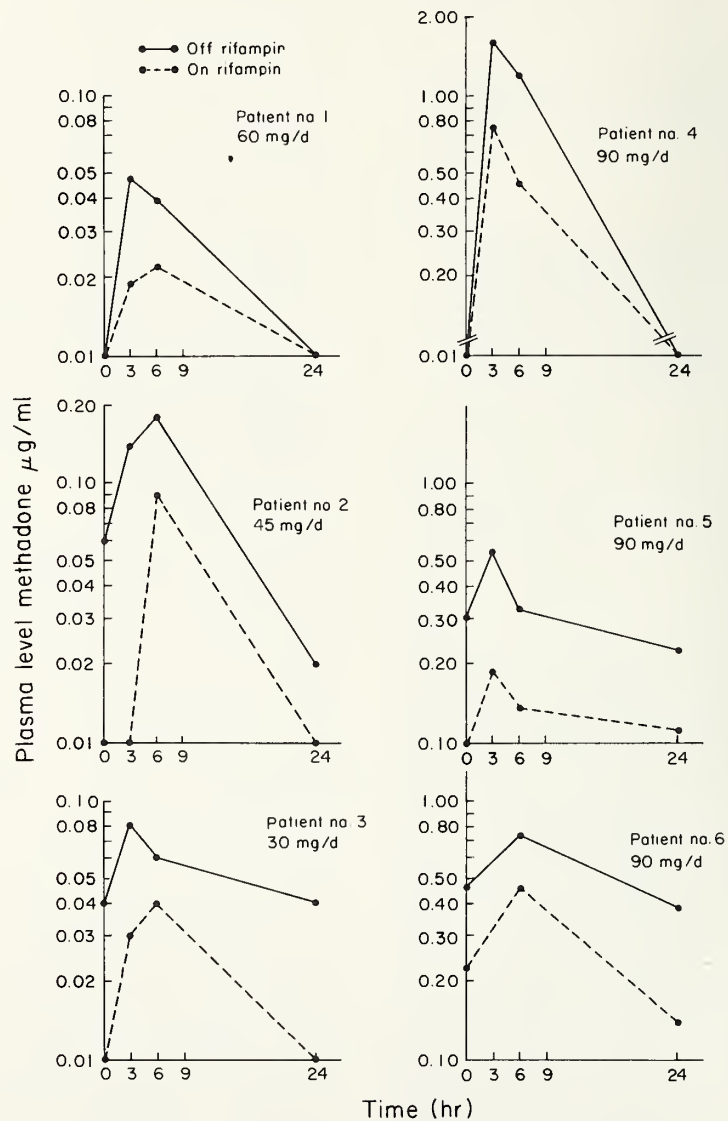 Off rifampin
On rifampin
Patient no. 1
60 mg/d
0.10
0.08
0.05
0.04
0.03
0.02
0.01
0 3 6 9 24
Patient no. 4
90 mg/d
2.00
1.00
0.80
0.50
0.40
0.30
0.20
0.01
0 3 6 9 24
Plasma level methadone µg/ml
Patient no 2
45 mg/d
0.20
0.10
0.08
0.05
0.04
0.03
0.02
0.01
0 3 6 9 24
Patient no. 5
90 mg/d
1.00
0.80
0.50
0.40
0.30
0.20
0.10
0 3 6 9 24
Patient no. 3
30 mg/d
0.10
0.08
0.05
0.04
0.03
0.02
0.01
0 3 6 9 24
Patient no. 6
90 mg/d
1.00
0.80
0.50
0.40
0.30
0.20
0.10
0 3 6 9 24
Time (hr)